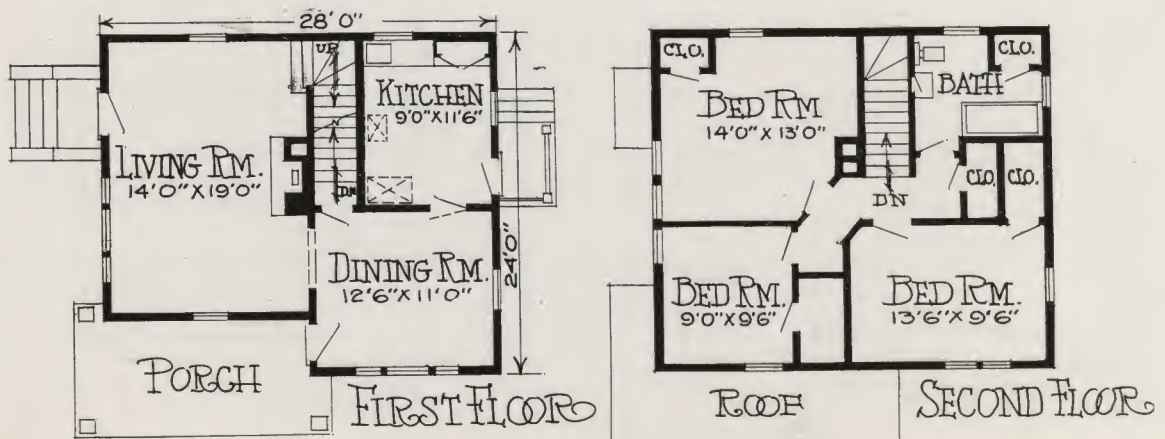 28'0"
UP
KITCHEN
9'0"X11'6"
LIVING RM.
14'0"X19'0"
DN
DINING RM.
12'6"X11'0"
24'0"
PORCH
FIRST FLOOR
CLO.
CLO.
BATH
BED RM
14'0"X13'0"
CLO.
CLO.
DN
BED RM.
9'0"X9'6"
BED RM.
13'6"X9'6"
ROOF
SECOND FLOOR